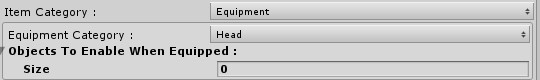 Item Category : Equipment
Equipment Category : Head
Objects To Enable When Equipped :
Size 0